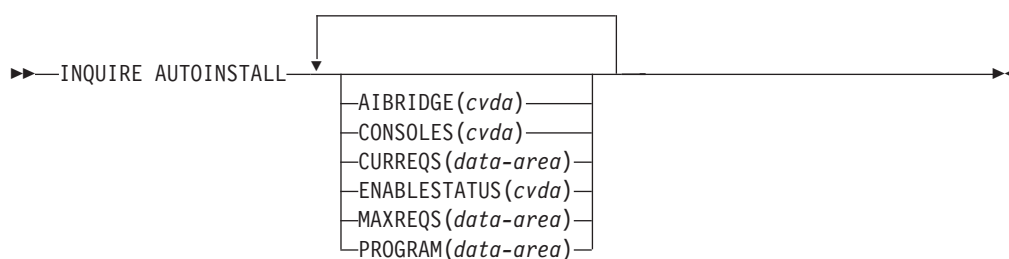 INQUIRE AUTOINSTALL
AIBRIDGE(cvda)
CONSOLES(cvda)
CURREQS(data-area)
ENABLESTATUS(cvda)
MAXREQS(data-area)
PROGRAM(data-area)